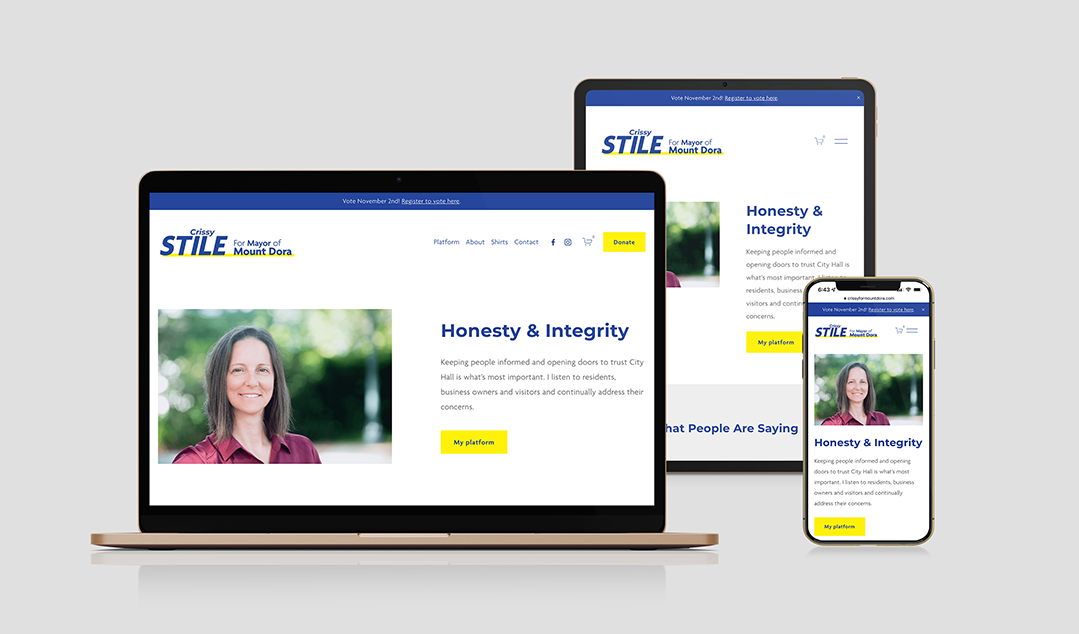 Vote November 2nd! Register to vote here.
Crissy
STILE For Mayor of
Mount Dora
Platform About Shirts Contact
Donate
Honesty & Integrity
Keeping people informed and opening doors to trust City
Hall is what's most important. I listen to residents,
business owners and visitors and continually address their
concerns.
My platform
Vote November 2nd! Register to vote here.
Crissy
STILE For Mayor of
Mount Dora
Honesty &
Integrity
Keeping people informed and
opening doors to trust City Hall is
what's most important. I listen to
residents, business
visitors and
concerns.
My platform
hat People Are Saying
6:43
crissyformountdora.com
Vote November 2nd! Register to vote here.
Crissy
STILE For Mayor of
Mount Dora
Honesty & Integrity
Keeping people informed and opening
doors to trust City Hall is what's most
important. I listen to residents, business
owners and visitors and continually
address their concerns.
My platform